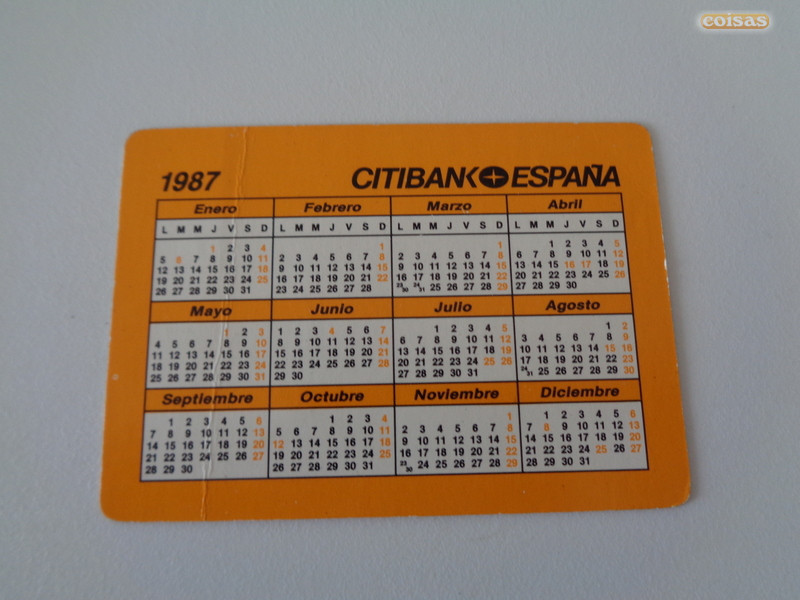 coisas
1987 CITIBANK ESPAÑA
Enero Febrero Marzo Abril
L M M J V S D L M M J V S D L M M J V S D L M M J V S D
1 2 3 4 1 1 1 2 3 4 5
5 6 7 8 9 10 11 2 3 4 5 6 7 8 2 3 4 5 6 7 8 6 7 8 9 10 11 12
12 13 14 15 16 17 18 9 10 11 12 13 14 15 9 10 11 12 13 14 15 13 14 15 16 17 18 19
19 20 21 22 23 24 25 16 17 18 19 20 21 22 16 17 18 19 20 21 22 20 21 22 23 24 25 26
26 27 28 29 30 31 23 24 25 26 27 28 23/30 24/31 25 26 27 28 29 27 28 29 30
Mayo Junio Julio Agosto
1 2 3 1 2 3 4 5 6 7 1 2 3 4 5 1 2
4 5 6 7 8 9 10 8 9 10 11 12 13 14 6 7 8 9 10 11 12 3 4 5 6 7 8 9
11 12 13 14 15 16 17 15 16 17 18 19 20 21 13 14 15 16 17 18 19 10 11 12 13 14 15 16
18 19 20 21 22 23 24 22 23 24 25 26 27 28 20 21 22 23 24 25 26 17 18 19 20 21 22 23
25 26 27 28 29 30 31 29 30 27 28 29 30 31 24/31 25 26 27 28 29 30
Septiembre Octubre Noviembre Diciembre
1 2 3 4 5 6 1 2 3 4 1 1 2 3 4 5 6
7 8 9 10 11 12 13 5 6 7 8 9 10 11 2 3 4 5 6 7 8 7 8 9 10 11 12 13
14 15 16 17 18 19 20 12 13 14 15 16 17 18 9 10 11 12 13 14 15 14 15 16 17 18 19 20
21 22 23 24 25 26 27 19 20 21 22 23 24 25 16 17 18 19 20 21 22 21 22 23 24 25 26 27
28 29 30 26 27 28 29 30 31 23/30 24 25 26 27 28 29 28 29 30 31